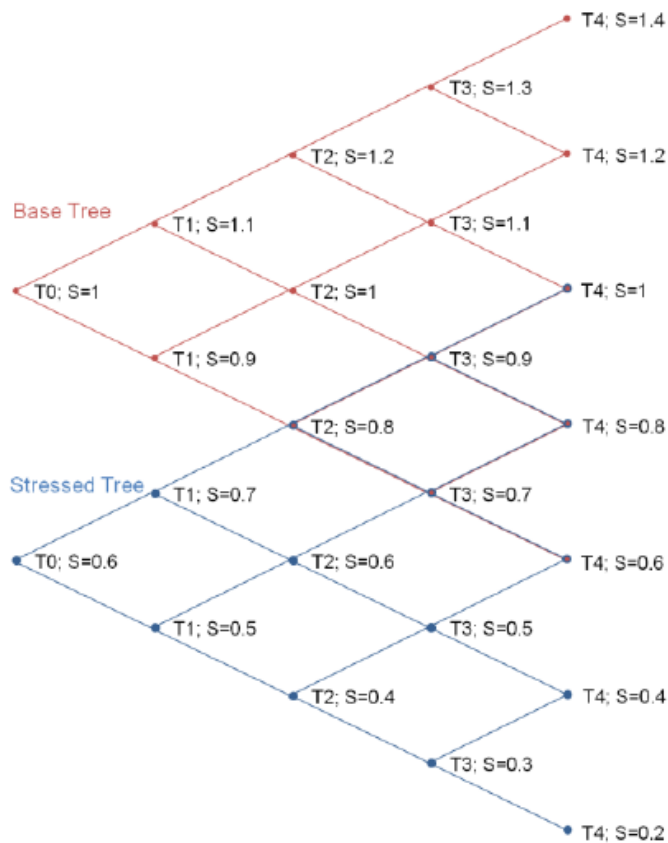 T4; S=1.4
T3; S=1.3
T2; S=1.2
T4; S=1.2
Base Tree
T1; S=1.1
T3; S=1.1
T0; S=1
T2; S=1
T4; S=1
T1; S=0.9
T3; S=0.9
T2; S=0.8
T4; S=0.8
Stressed Tree
T1; S=0.7
T3; S=0.7
T0; S=0.6
T2; S=0.6
T4; S=0.6
T1; S=0.5
T3; S=0.5
T2; S=0.4
T4; S=0.4
T3; S=0.3
T4; S=0.2